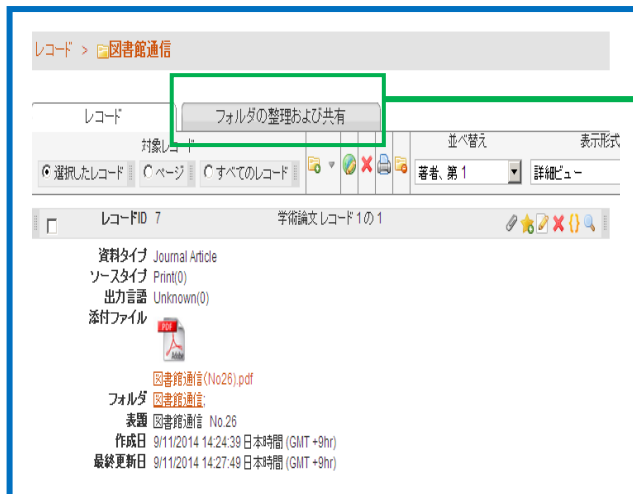 レコード > 図書館通信
レコード フォルダの整理および共有
対象レコード 並べ替え 表示形式
選択したレコード ページ すべてのレコード 著者、第 1 詳細ビュー
レコードID 7 学術論文 レコード 1 の 1
資料タイプ Journal Article
ソースタイプ Print(0)
出力言語 Unknown(0)
添付ファイル
PDF
Adobe
図書館通信(No26).pdf
フォルダ 図書館通信;
表題 図書館通信 No.26
作成日 9/11/2014 14:24:39 日本時間 (GMT +9hr)
最終更新日 9/11/2014 14:27:49 日本時間 (GMT +9hr)